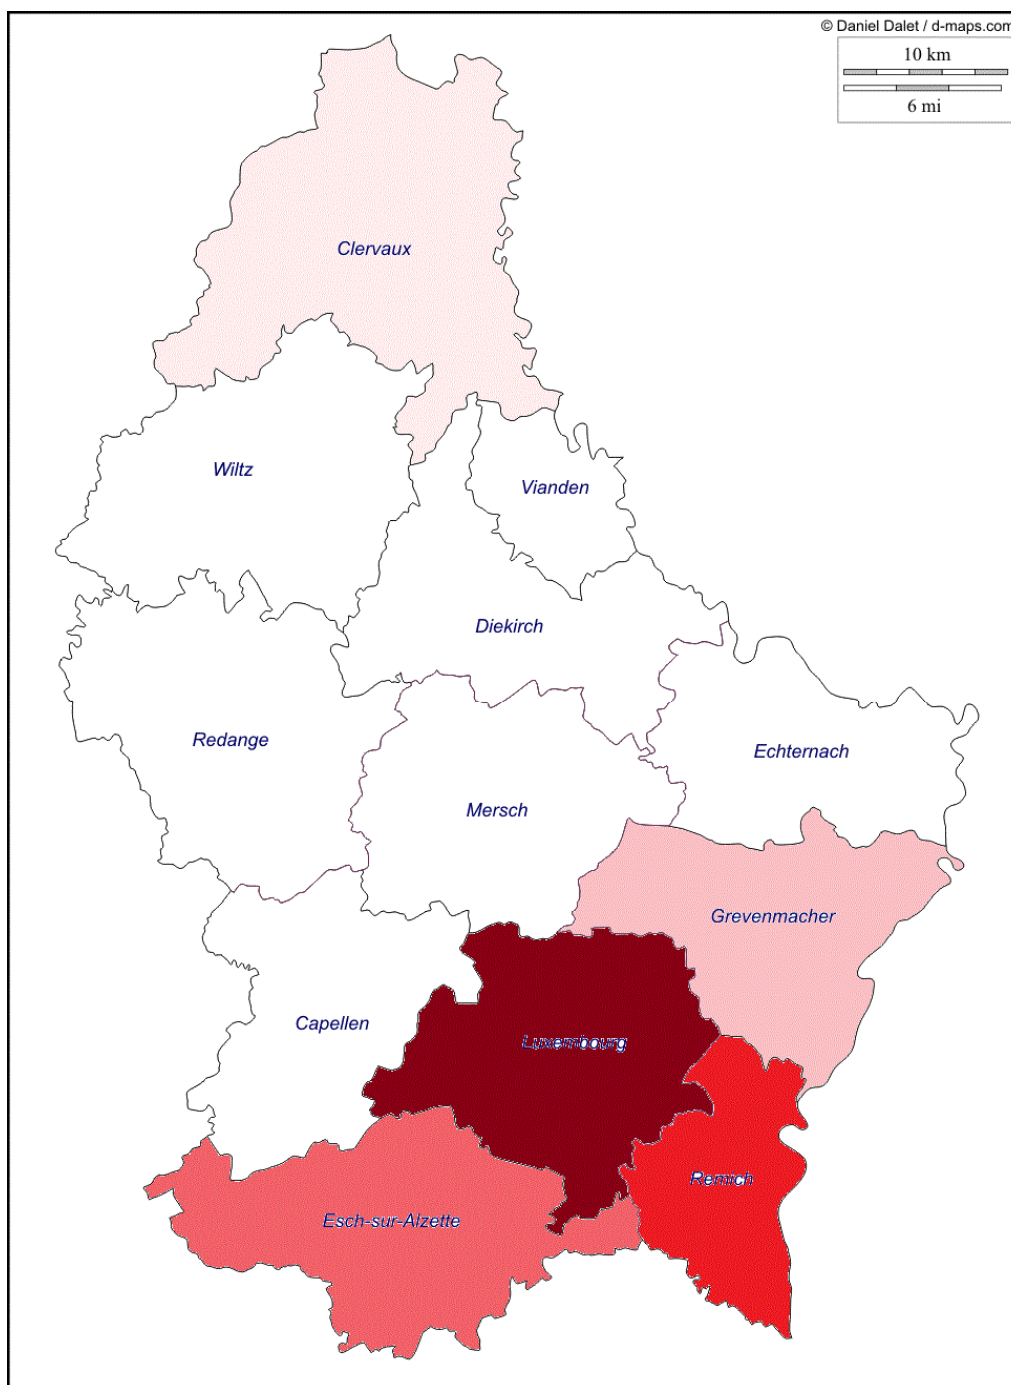 © Daniel Dalet / d-maps.com
10 km
6 mi
Clervaux
Wiltz
Vianden
Diekirch
Redange
Echternach
Mersch
Grevenmacher
Capellen
Luxembourg
Remich
Esch-sur-Alzette